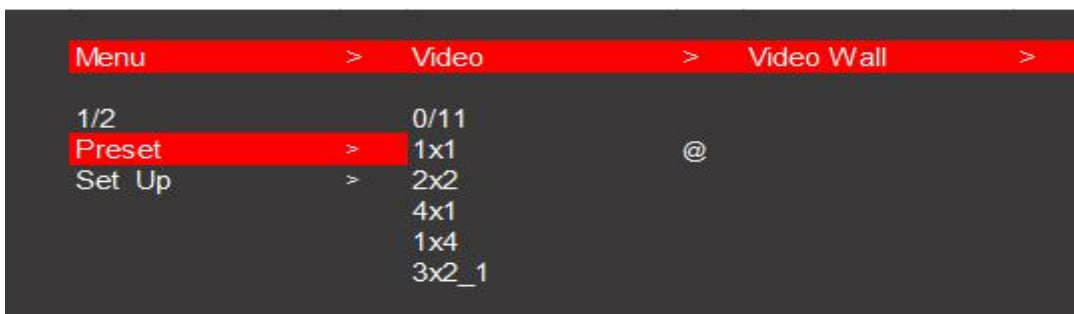 Menu > Video > Video Wall >
1/2 0/11
Preset > 1x1 @
Set Up > 2x2
4x1
1x4
3x2_1